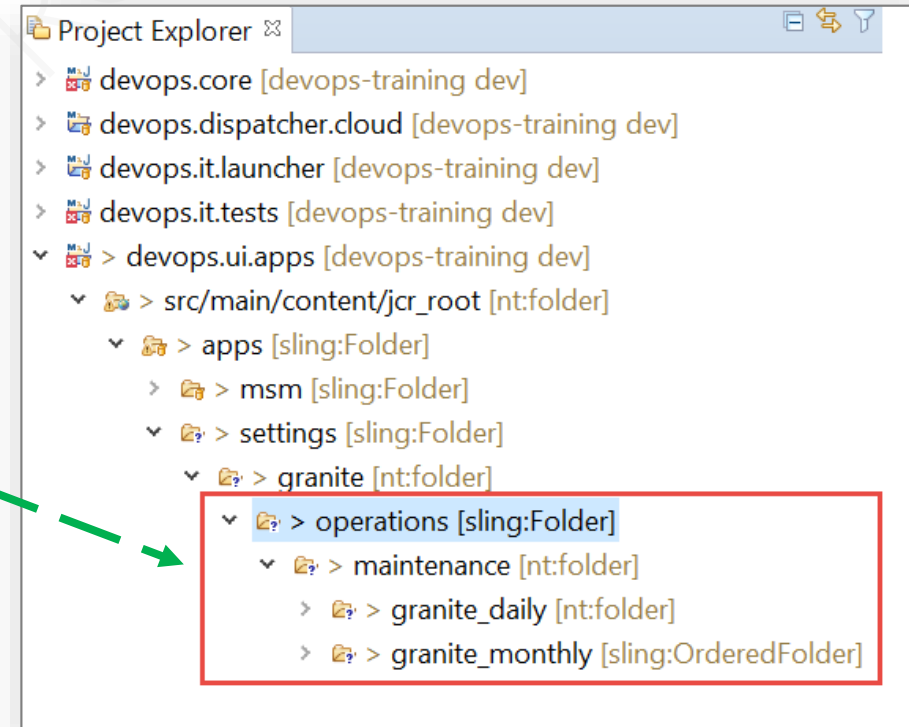 Project Explorer
devops.core [devops-training dev]
devops.dispatcher.cloud [devops-training dev]
devops.it.launcher [devops-training dev]
devops.it.tests [devops-training dev]
> devops.ui.apps [devops-training dev]
> src/main/content/jcr_root [nt:folder]
> apps [sling:Folder]
> msm [sling:Folder]
> settings [sling:Folder]
> granite [nt:folder]
> operations [sling:Folder]
> maintenance [nt:folder]
> granite_daily [nt:folder]
> granite_monthly [sling:OrderedFolder]